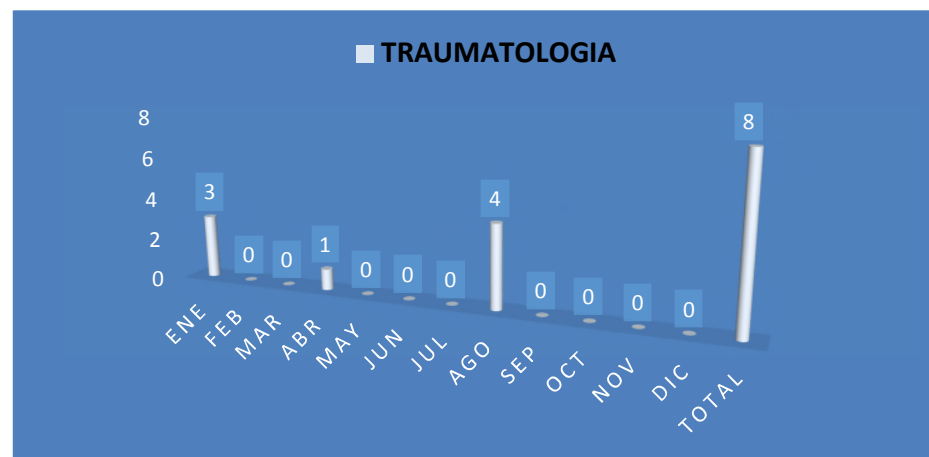 TRAUMATOLOGIA
8
6
4
2
0
3
0
0
1
0
0
0
4
0
0
0
0
8
ENE
FEB
MAR
ABR
MAY
JUN
JUL
AGO
SEP
OCT
NOV
DIC
TOTAL